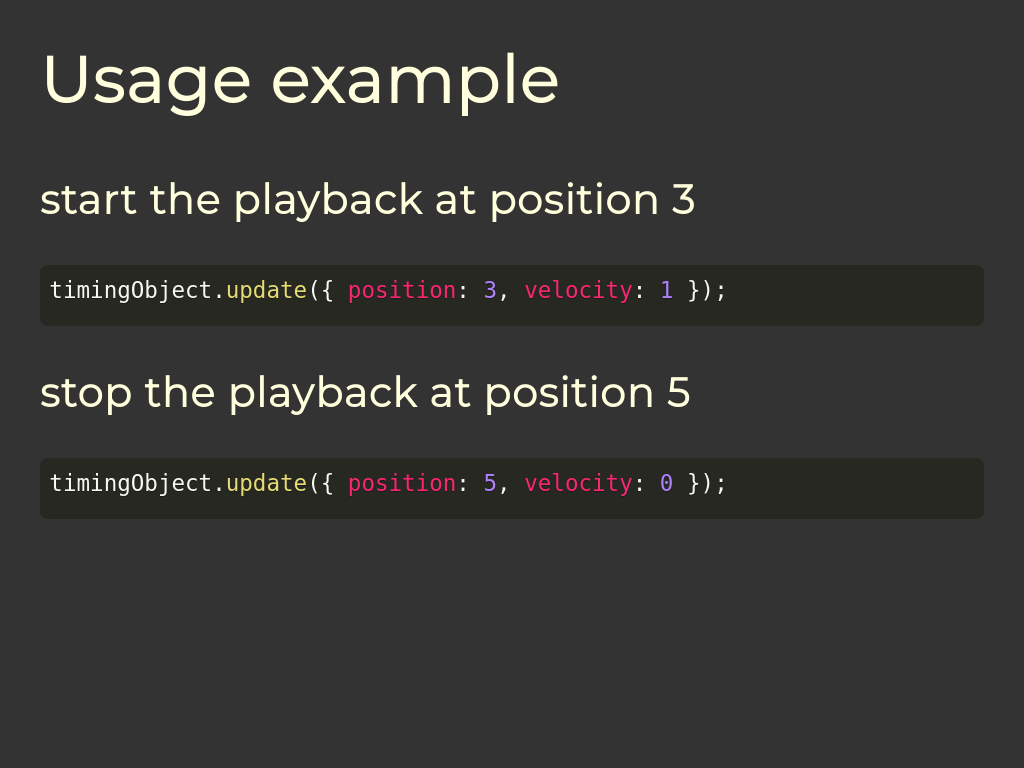 Usage example
start the playback at position 3
timingObject.update({ position: 3, velocity: 1 });
stop the playback at position 5
timingObject.update({ position: 5, velocity: 0 });